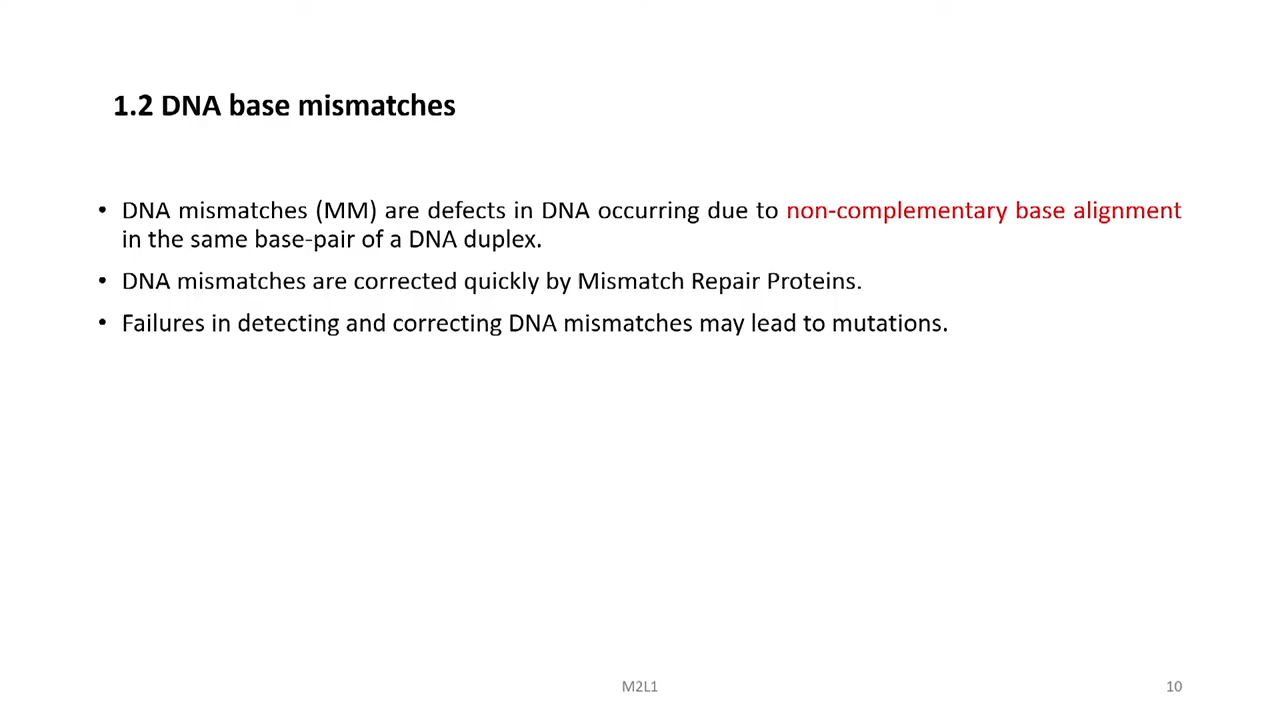 1.2 DNA base mismatches
• DNA mismatches (MM) are defects in DNA occurring due to non-complementary base alignment
in the same base-pair of a DNA duplex.
• DNA mismatches are corrected quickly by Mismatch Repair Proteins.
• Failures in detecting and correcting DNA mismatches may lead to mutations.
M2L1
10